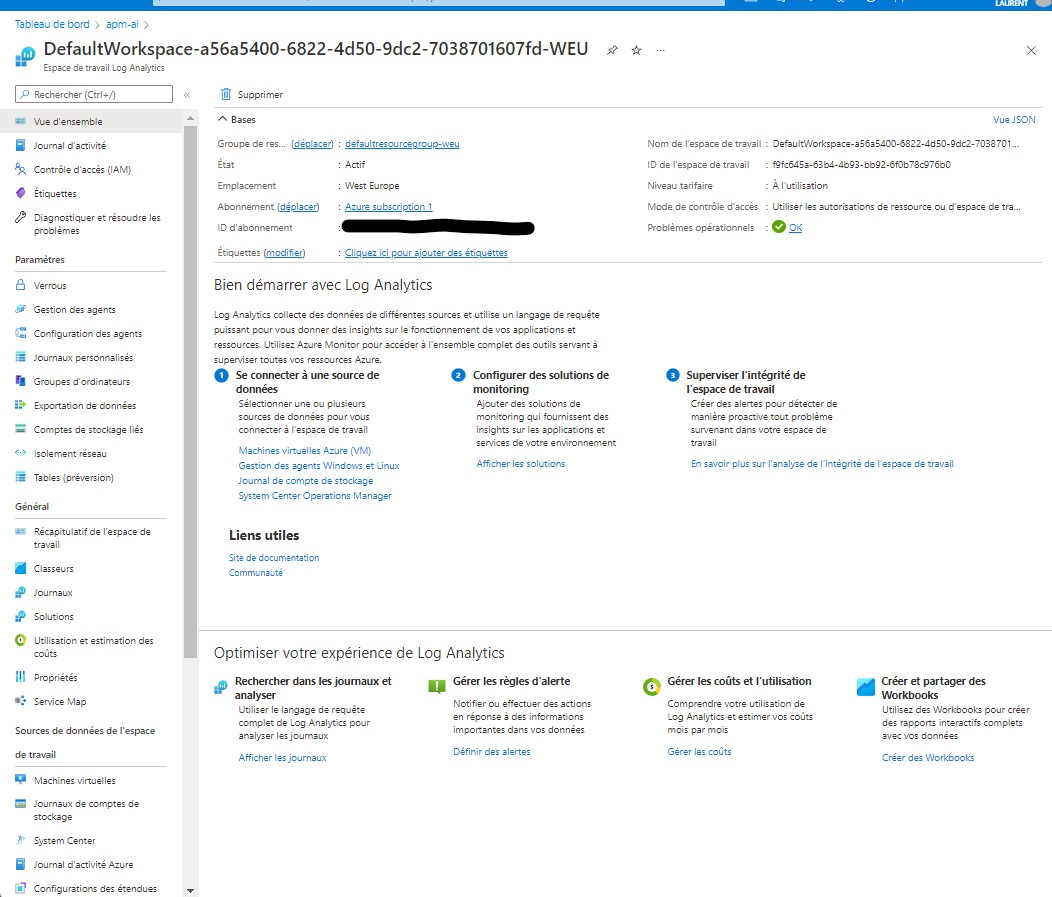 LAURENT
Tableau de bord > apm-ai >
DefaultWorkspace-a56a5400-6822-4d50-9dc2-7038701607fd-WEU
Espace de travail Log Analytics
Rechercher (Ctrl+/)
Vue d'ensemble
Journal d'activité
Contrôle d'accès (IAM)
Étiquettes
Diagnostiquer et résoudre les
problèmes
Paramètres
Verrous
Gestion des agents
Configuration des agents
Journaux personnalisés
Groupes d'ordinateurs
Exportation de données
Comptes de stockage liés
Isolement réseau
Tables (préversion)
Général
Récapitulatif de l'espace de
travail
Classeurs
Journaux
Solutions
Utilisation et estimation des
coûts
Propriétés
Service Map
Sources de données de l'espace
de travail
Machines virtuelles
Journaux de comptes de
stockage
System Center
Journal d'activité Azure
Configurations des étendues
Supprimer
Bases
Vue JSON
Groupe de res... (déplacer) : defaultresourcegroup-weu
État : Actif
Emplacement : West Europe
Abonnement (déplacer) : Azure subscription 1
ID d'abonnement :
Étiquettes (modifier) : Cliquez ici pour ajouter des étiquettes
Nom de l'espace de travail : DefaultWorkspace-a56a5400-6822-4d50-9dc2-7038701...
ID de l'espace de travail : f9fc645a-63b4-4b93-bb92-6f0b78c976b0
Niveau tarifaire : À l'utilisation
Mode de contrôle d'accès : Utiliser les autorisations de ressource ou d'espace de tra...
Problèmes opérationnels : OK
Bien démarrer avec Log Analytics
Log Analytics collecte des données de différentes sources et utilise un langage de requête
puissant pour vous donner des insights sur le fonctionnement de vos applications et
ressources. Utilisez Azure Monitor pour accéder à l'ensemble complet des outils servant à
superviser toutes vos ressources Azure.
1 Se connecter à une source de
données
Sélectionner une ou plusieurs
sources de données pour vous
connecter à l'espace de travail
Machines virtuelles Azure (VM)
Gestion des agents Windows et Linux
Journal de compte de stockage
System Center Operations Manager
2 Configurer des solutions de
monitoring
Ajouter des solutions de
monitoring qui fournissent des
insights sur les applications et
services de votre environnement
Afficher les solutions
3 Superviser l'intégrité de
l'espace de travail
Créer des alertes pour détecter de
manière proactive tout problème
survenant dans votre espace de
travail
En savoir plus sur l'analyse de l'intégrité de l'espace de travail
Liens utiles
Site de documentation
Communauté
Optimiser votre expérience de Log Analytics
Rechercher dans les journaux et
analyser
Utiliser le langage de requête
complet de Log Analytics pour
analyser les journaux
Afficher les journaux
Gérer les règles d'alerte
Notifier ou effectuer des actions
en réponse à des informations
importantes dans vos données
Définir des alertes
Gérer les coûts et l'utilisation
Comprendre votre utilisation de
Log Analytics et estimer vos coûts
mois par mois
Gérer les coûts
Créer et partager des
Workbooks
Utilisez des Workbooks pour créer
des rapports interactifs complets
avec vos données
Créer des Workbooks